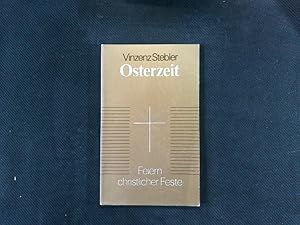 Vinzenz Stebler
Osterzeit
Feiern
christlicher Feste